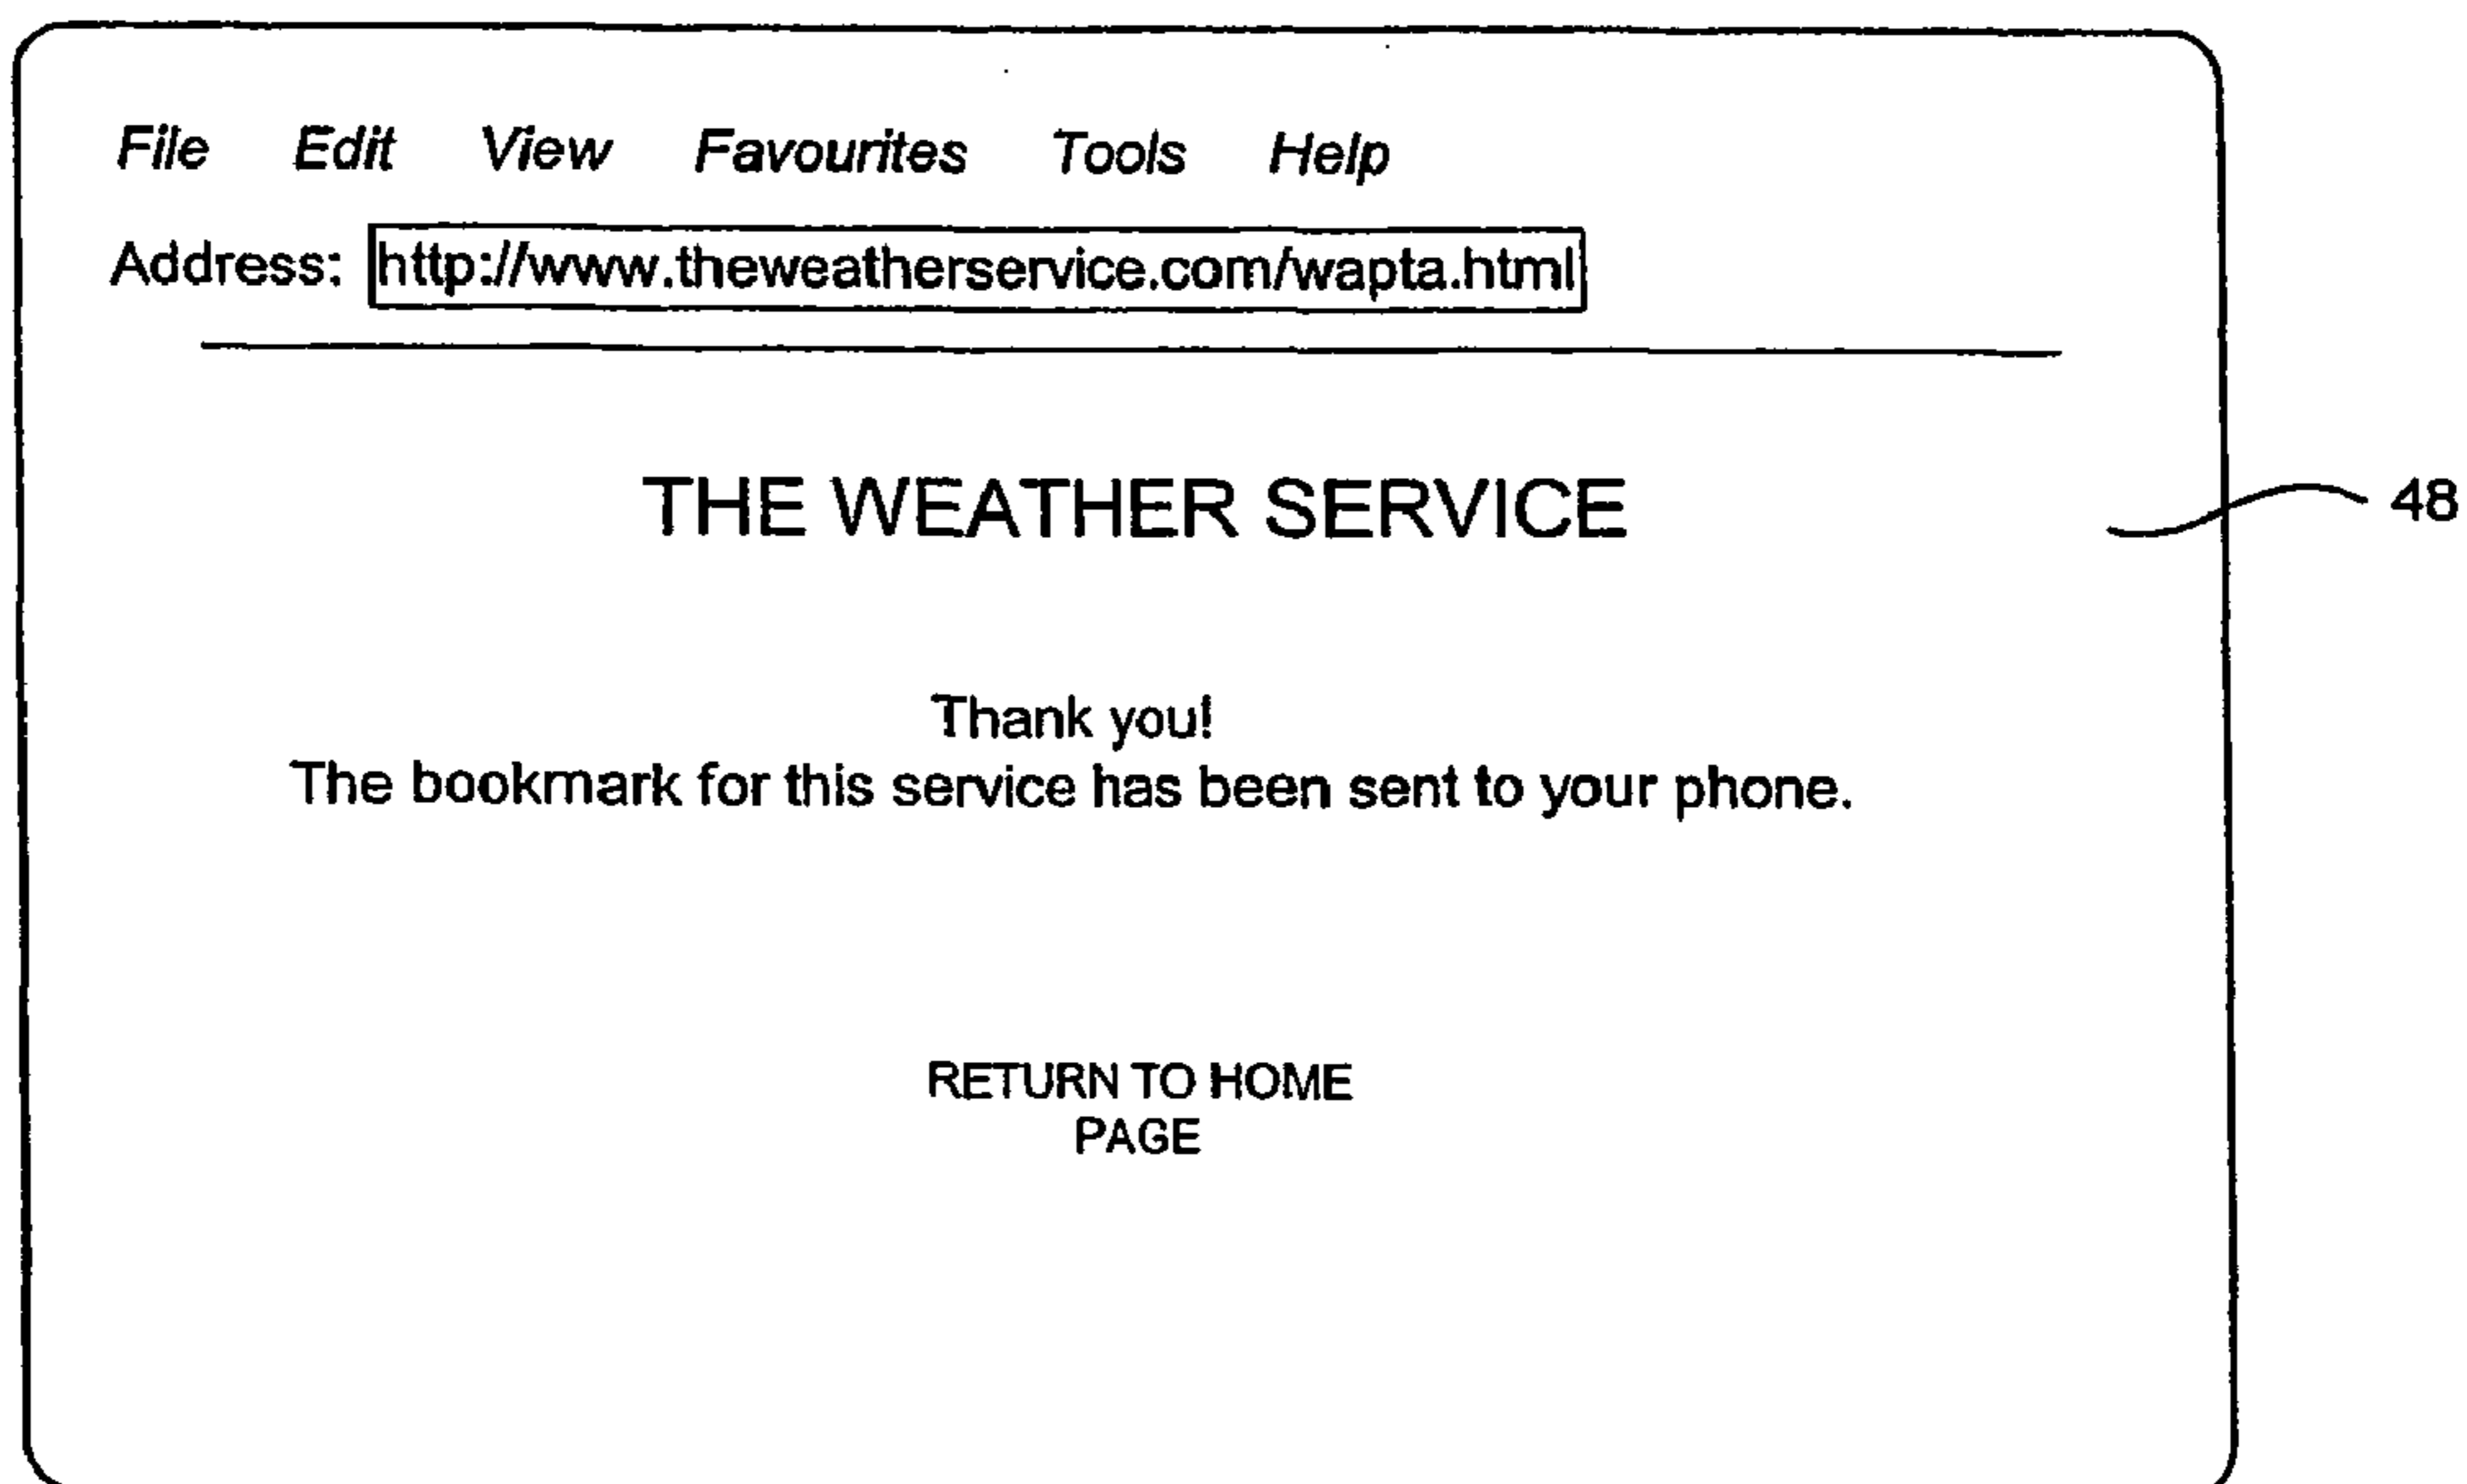 File Edit View Favourites Tools Help
Address: http://www.theweatherservice.com/wapta.html
THE WEATHER SERVICE
48
Thank you!
The bookmark for this service has been sent to your phone.
RETURN TO HOME
PAGE